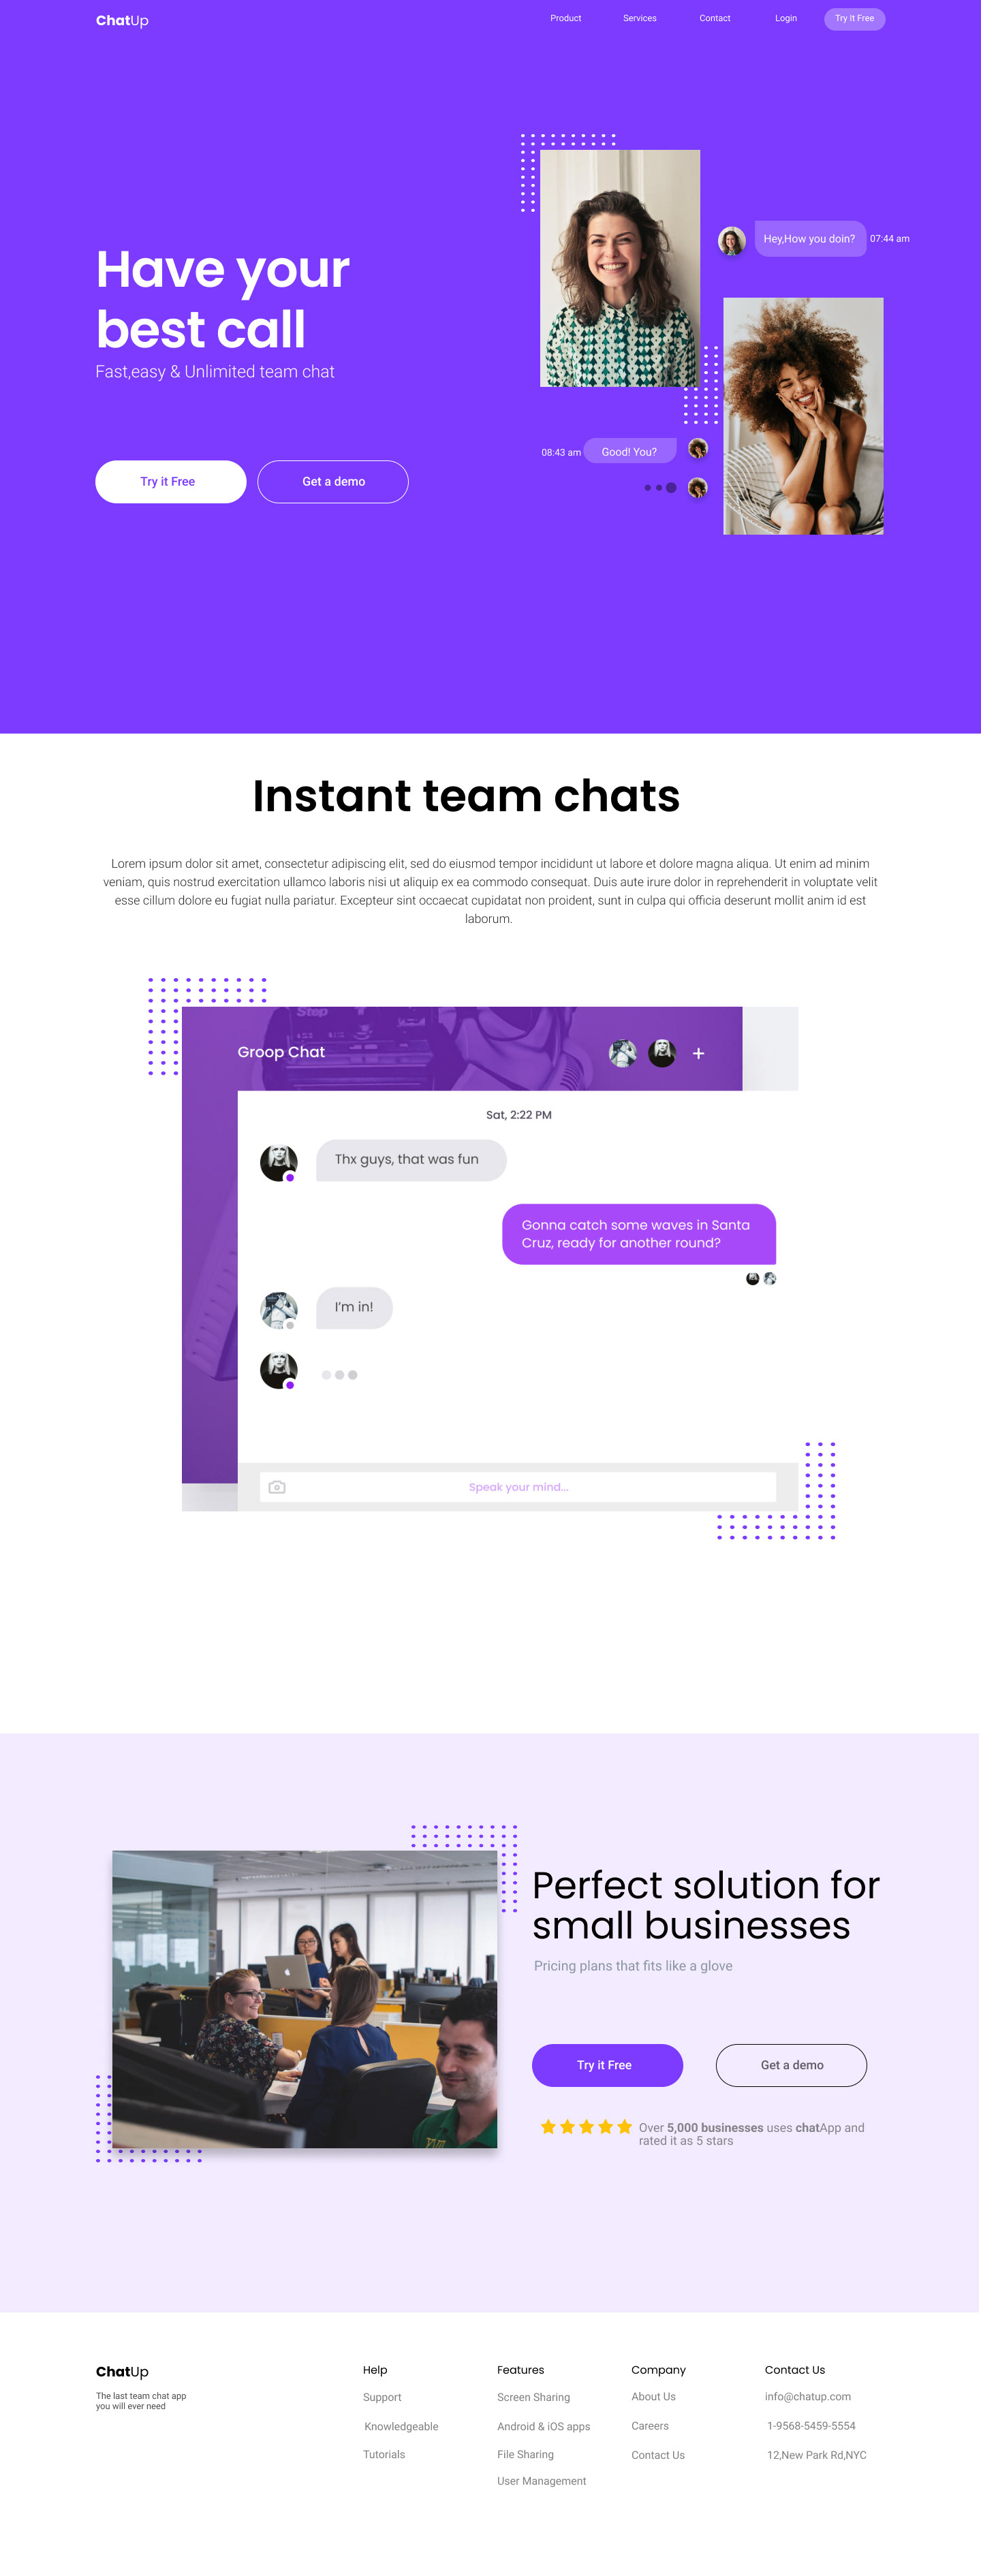 ChatUp
Product
Services
Contact
Login
Try It Free
Hey,How you doin?
07:44 am
Have your
best call
Fast,easy & Unlimited team chat
08:43 am
Good! You?
Try it Free
Get a demo
Instant team chats
Lorem ipsum dolor sit amet, consectetur adipiscing elit, sed do eiusmod tempor incididunt ut labore et dolore magna aliqua. Ut enim ad minim
veniam, quis nostrud exercitation ullamco laboris nisi ut aliquip ex ea commodo consequat. Duis aute irure dolor in reprehenderit in voluptate velit
esse cillum dolore eu fugiat nulla pariatur. Excepteur sint occaecat cupidatat non proident, sunt in culpa qui officia deserunt mollit anim id est
laborum.
Step
Groop Chat
Sat, 2:22 PM
Thx guys, that was fun
Gonna catch some waves in Santa
Cruz, ready for another round?
I'm in!
Speak your mind...
Perfect solution for
small businesses
Pricing plans that fits like a glove
Try it Free
Get a demo
Over 5,000 businesses uses chatApp and
rated it as 5 stars
ChatUp
The last team chat app
you will ever need
Help
Support
Knowledgeable
Tutorials
Features
Screen Sharing
Android & iOS apps
File Sharing
User Management
Company
About Us
Careers
Contact Us
Contact Us
info@chatup.com
1-9568-5459-5554
12,New Park Rd,NYC